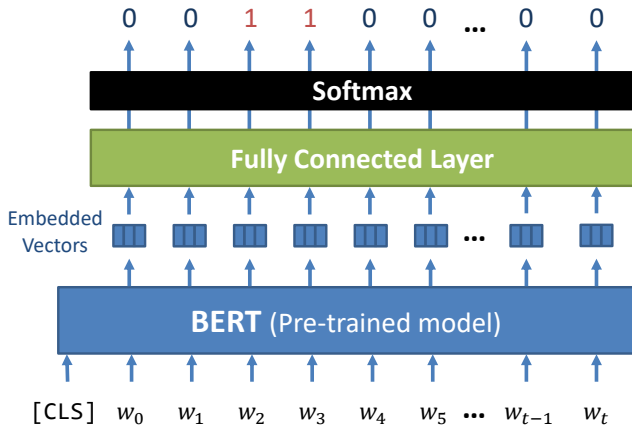 0 0 1 1 0 0 ... 0 0
Softmax
Fully Connected Layer
Embedded
Vectors
...
BERT (Pre-trained model)
[CLS] w₀ w₁ w₂ w₃ w₄ w₅ ... wₜ₋₁ wₜ